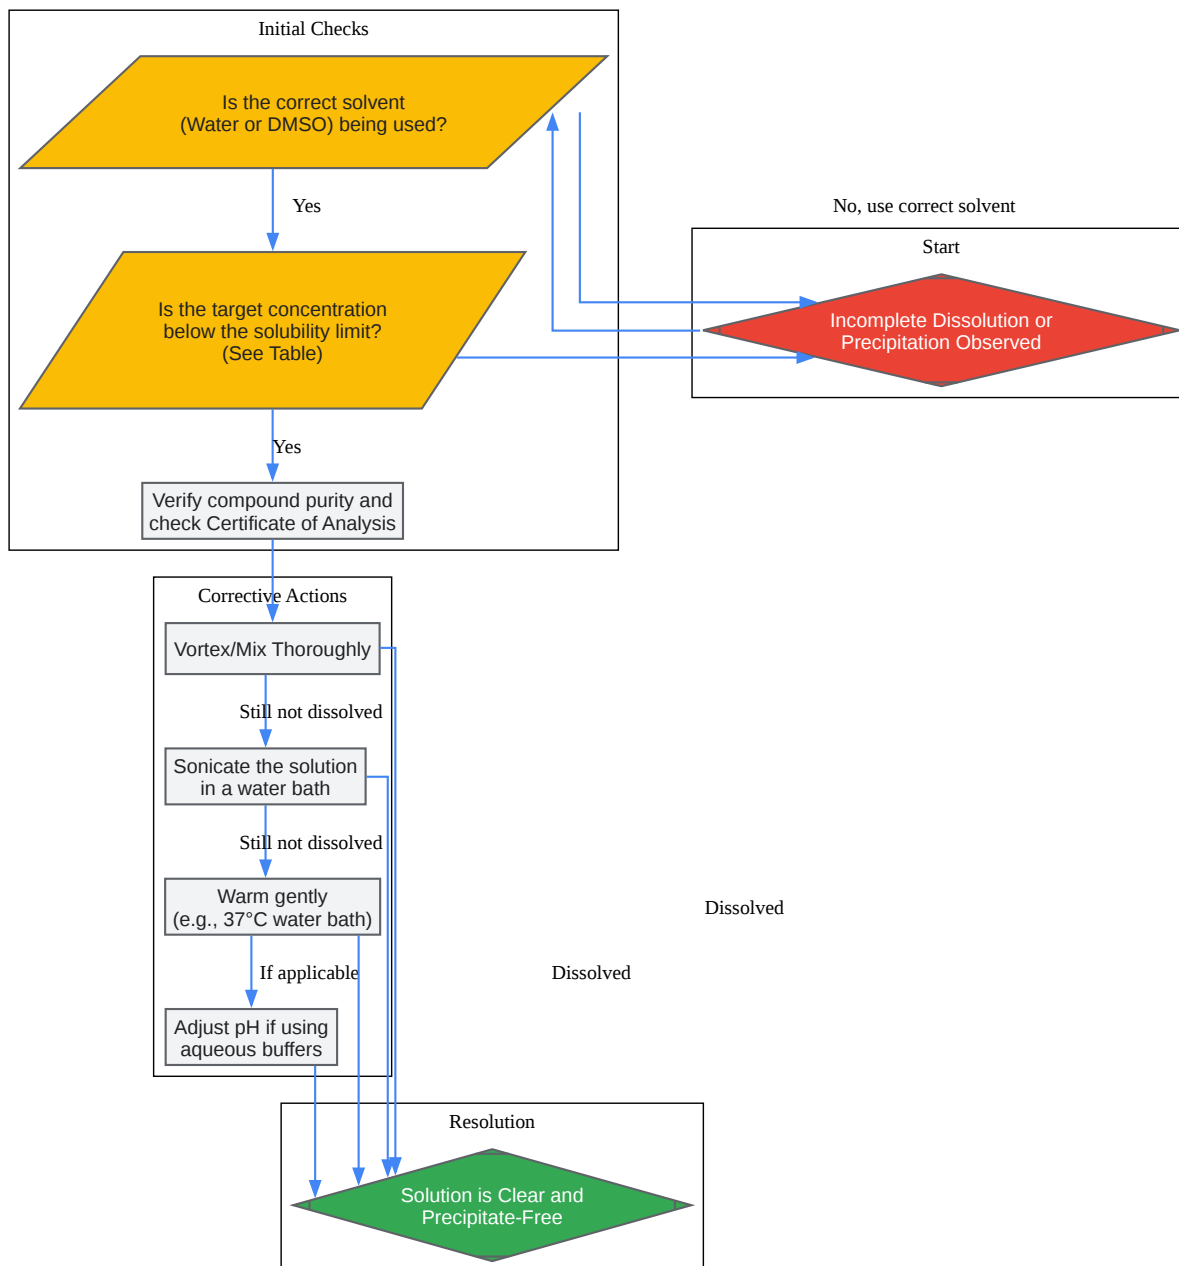 Initial Checks
Is the correct solvent
(Water or DMSO) being used?
Yes
No, use correct solvent
Start
Incomplete Dissolution or
Precipitation Observed
Is the target concentration
below the solubility limit?
(See Table)
Yes
Verify compound purity and
check Certificate of Analysis
Corrective Actions
Vortex/Mix Thoroughly
Still not dissolved
Sonicate the solution
in a water bath
Still not dissolved
Warm gently
(e.g., 37°C water bath)
Dissolved
If applicable
Dissolved
Adjust pH if using
aqueous buffers
Resolution
Solution is Clear and
Precipitate-Free